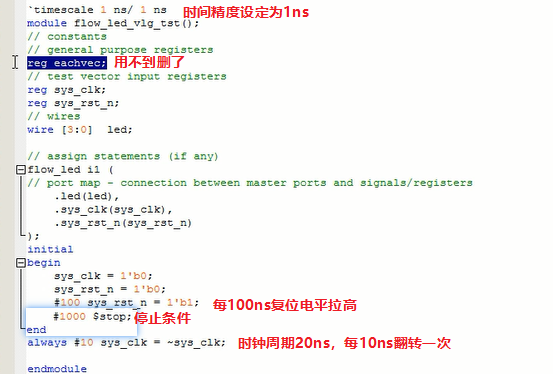 `timescale 1 ns/ 1 ns 时间精度设定为1ns
module flow_led_vlg_tst();
// constants
// general purpose registers
reg eachvec; 用不到删了
// test vector input registers
reg sys_clk;
reg sys_rst_n;
// wires
wire [3:0]  led;
// assign statements (if any)
flow_led i1 (
// port map - connection between master ports and signals/registers
.led(led),
.sys_clk(sys_clk),
.sys_rst_n(sys_rst_n)
);
initial
begin
sys_clk = 1'b0;
sys_rst_n = 1'b0;
#100 sys_rst_n = 1'b1; 每100ns复位电平拉高
#1000 $stop; 停止条件
end
always #10 sys_clk = ~sys_clk; 时钟周期20ns，每10ns翻转一次
endmodule